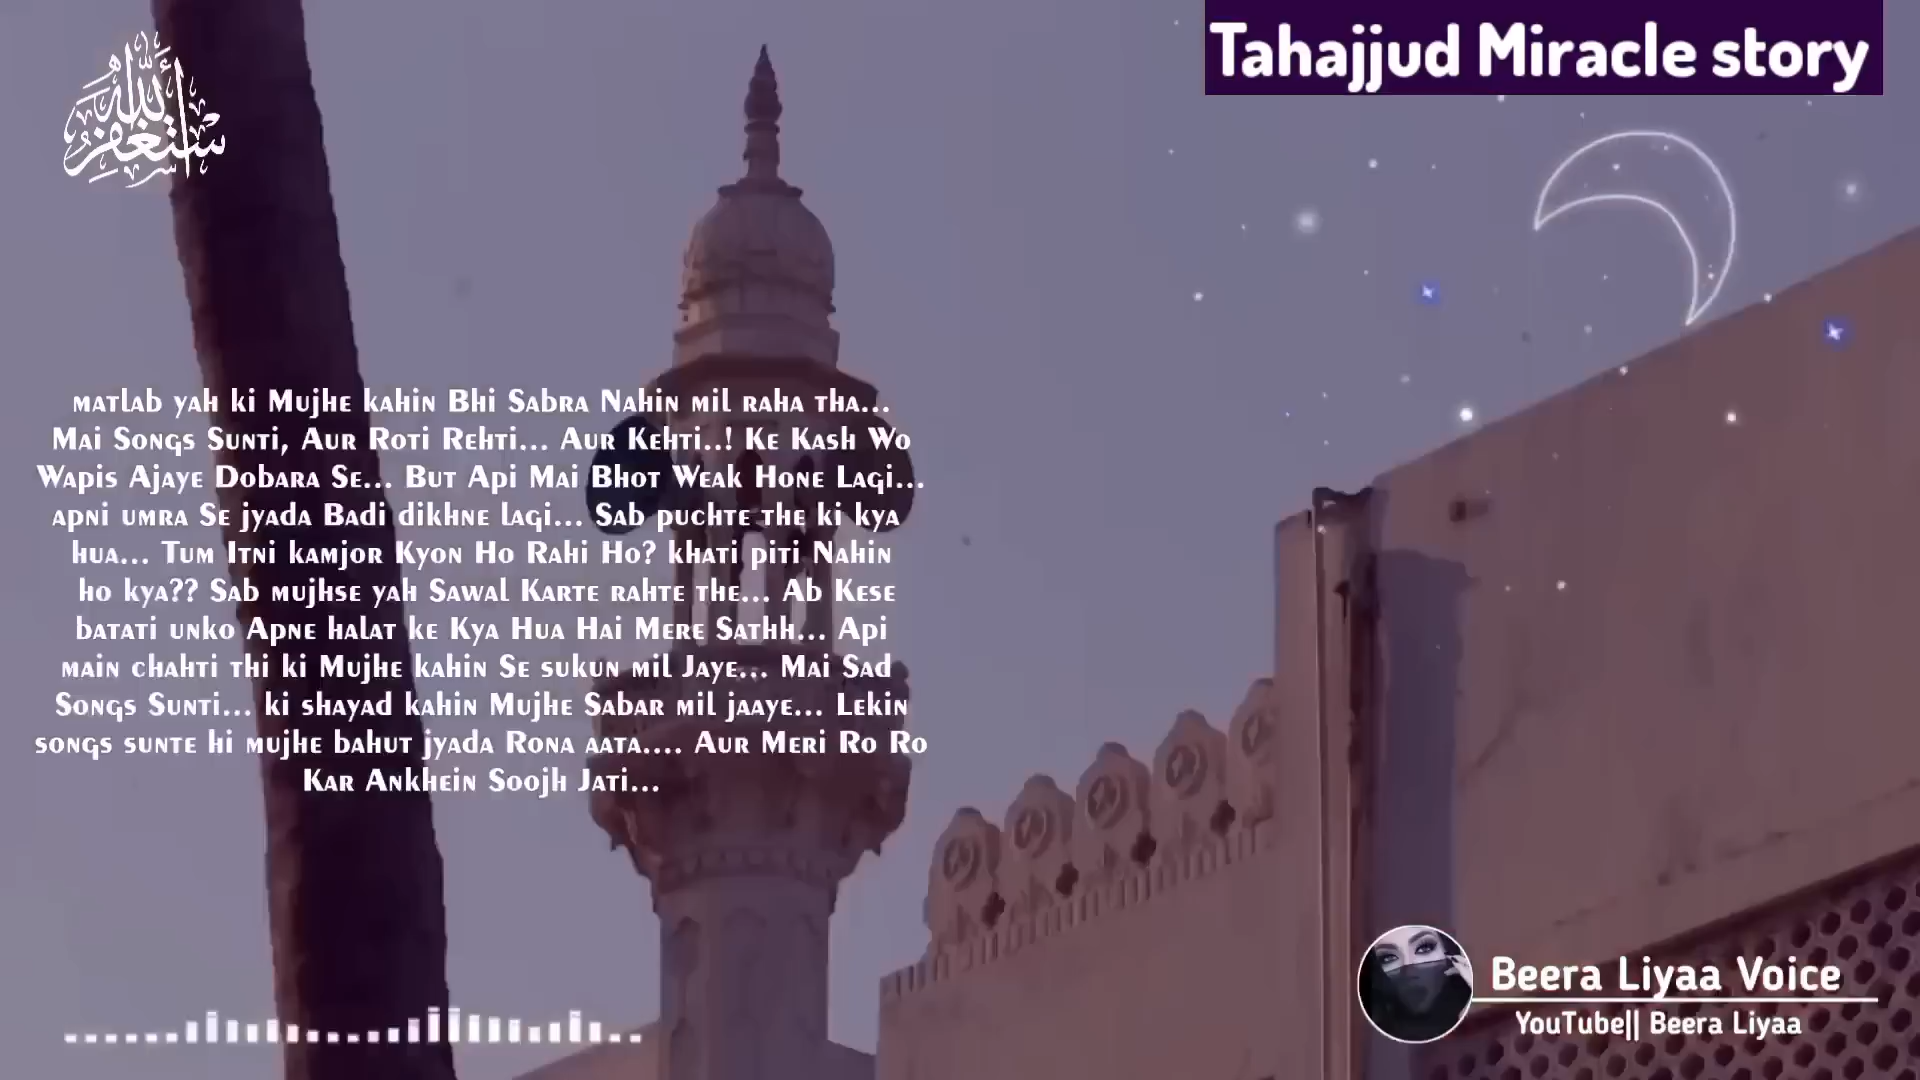 أستغفر الله
Tahajjud Miracle story
matlab yah ki Mujhe kahin Bhi Sabra Nahin mil raha tha...
Mai Songs Sunti, Aur Roti Rehti... Aur Kehti..! Ke Kash Wo
Wapis Ajaye Dobara Se... But Api Mai Bhot Weak Hone Lagi...
apni umra Se jyada Badi dikhne lagi... Sab puchte the ki kya
hua... Tum Itni kamjor Kyon Ho Rahi Ho? khati piti Nahin
ho kya?? Sab mujhse yah Sawal Karte rahte the... Ab Kese
batati unko Apne halat ke Kya Hua Hai Mere Sathh... Api
main chahti thi ki Mujhe kahin Se sukun mil Jaye... Mai Sad
Songs Sunti... ki shayad kahin Mujhe Sabar mil jaaye... Lekin
songs sunte hi mujhe bahut jyada Rona aata.... Aur Meri Ro Ro
Kar Ankhein Soojh Jati...
Beera Liyaa Voice
YouTube|| Beera Liyaa